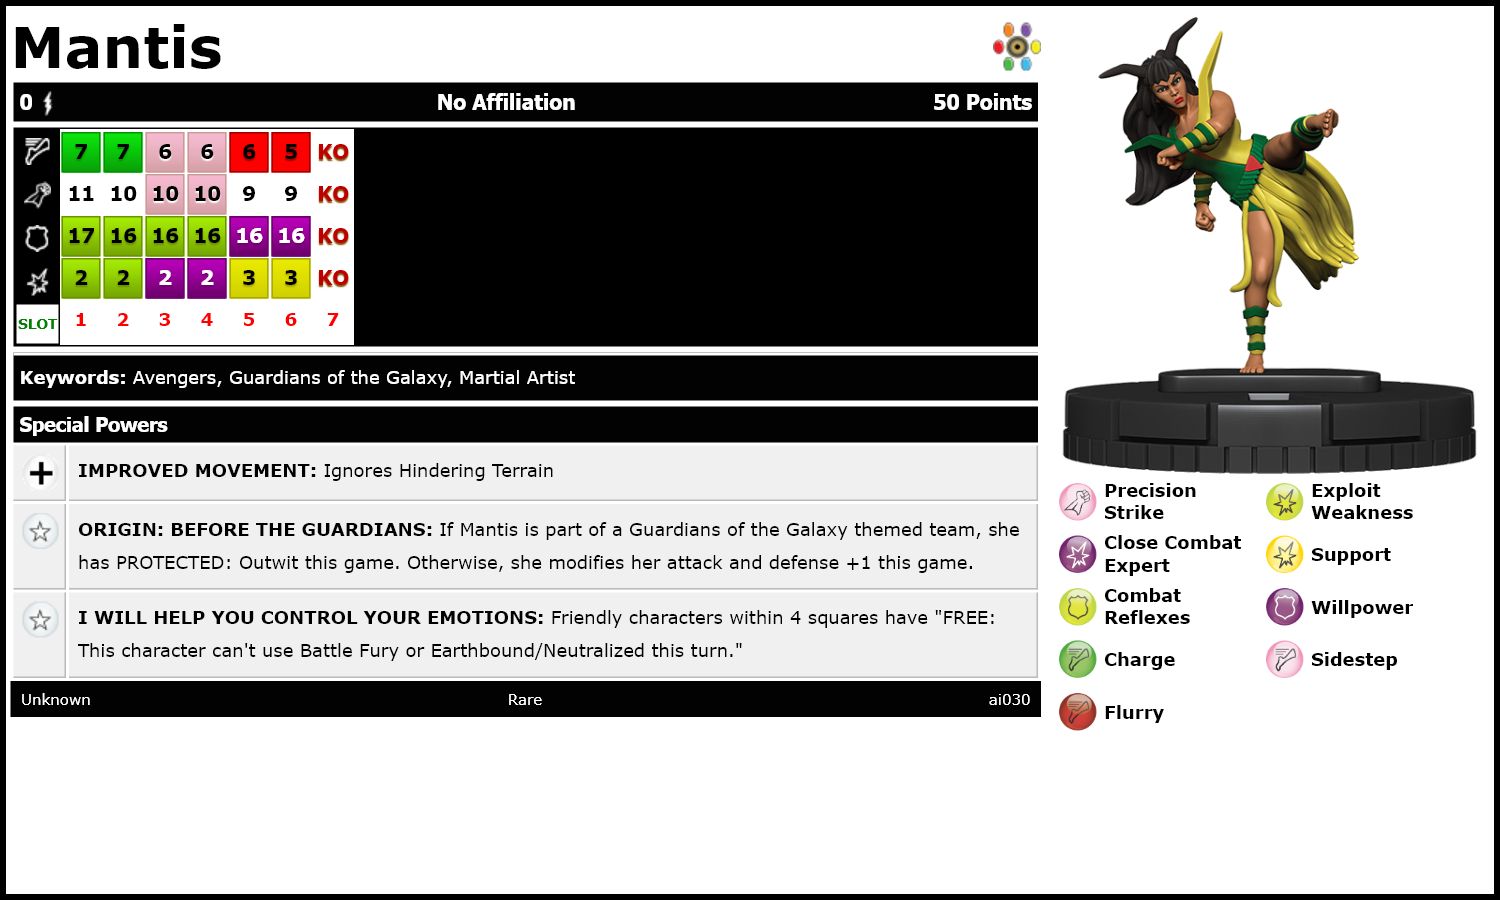 Mantis
0 No Affiliation 50 Points
7 7 6 6 6 5 KO
11 10 10 10 9 9 KO
17 16 16 16 16 16 KO
2 2 2 2 3 3 KO
SLOT 1 2 3 4 5 6 7
Keywords: Avengers, Guardians of the Galaxy, Martial Artist
Special Powers
IMPROVED MOVEMENT: Ignores Hindering Terrain
ORIGIN: BEFORE THE GUARDIANS: If Mantis is part of a Guardians of the Galaxy themed team, she
has PROTECTED: Outwit this game. Otherwise, she modifies her attack and defense +1 this game.
I WILL HELP YOU CONTROL YOUR EMOTIONS: Friendly characters within 4 squares have "FREE:
This character can't use Battle Fury or Earthbound/Neutralized this turn."
Unknown Rare ai030
Precision
Strike
Exploit
Weakness
Close Combat
Expert
Support
Combat
Reflexes
Willpower
Charge
Sidestep
Flurry